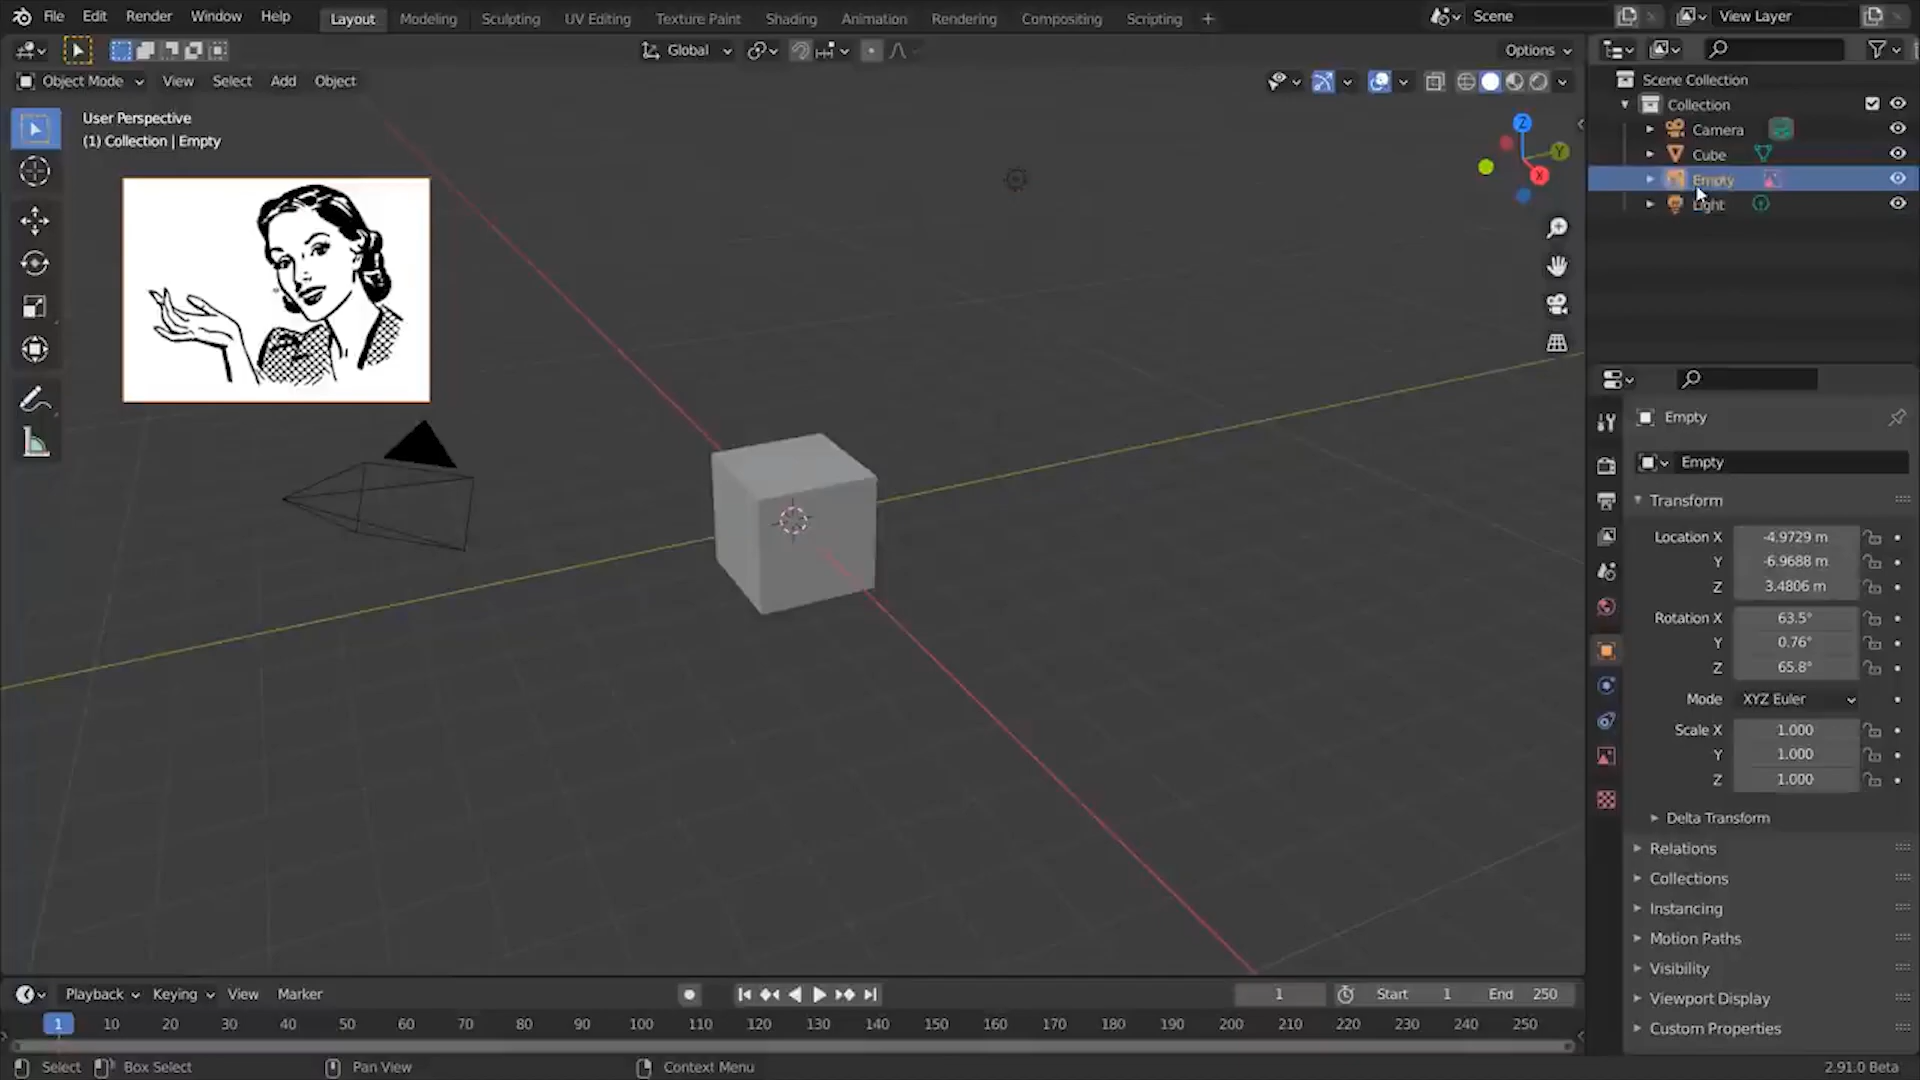 File Edit Render Window Help Layout Modeling Sculpting UV Editing Texture Paint Shading Animation Rendering Compositing Scripting + Scene View Layer
Global Options
Object Mode View Select Add Object
User Perspective
(1) Collection | Empty
Z
Y
X
Scene Collection
Collection
Camera
Cube
Empty
Light
Empty
Empty
Transform
Location X -4.9729 m
Y -6.9688 m
Z 3.4806 m
Rotation X 63.5°
Y 0.76°
Z 65.8°
Mode XYZ Euler
Scale X 1.000
Y 1.000
Z 1.000
Delta Transform
Relations
Collections
Instancing
Motion Paths
Visibility
Viewport Display
Custom Properties
Playback Keying View Marker 1 Start 1 End 250
1 10 20 30 40 50 60 70 80 90 100 110 120 130 140 150 160 170 180 190 200 210 220 230 240 250
Select Box Select Pan View Context Menu 2.91.0 Beta